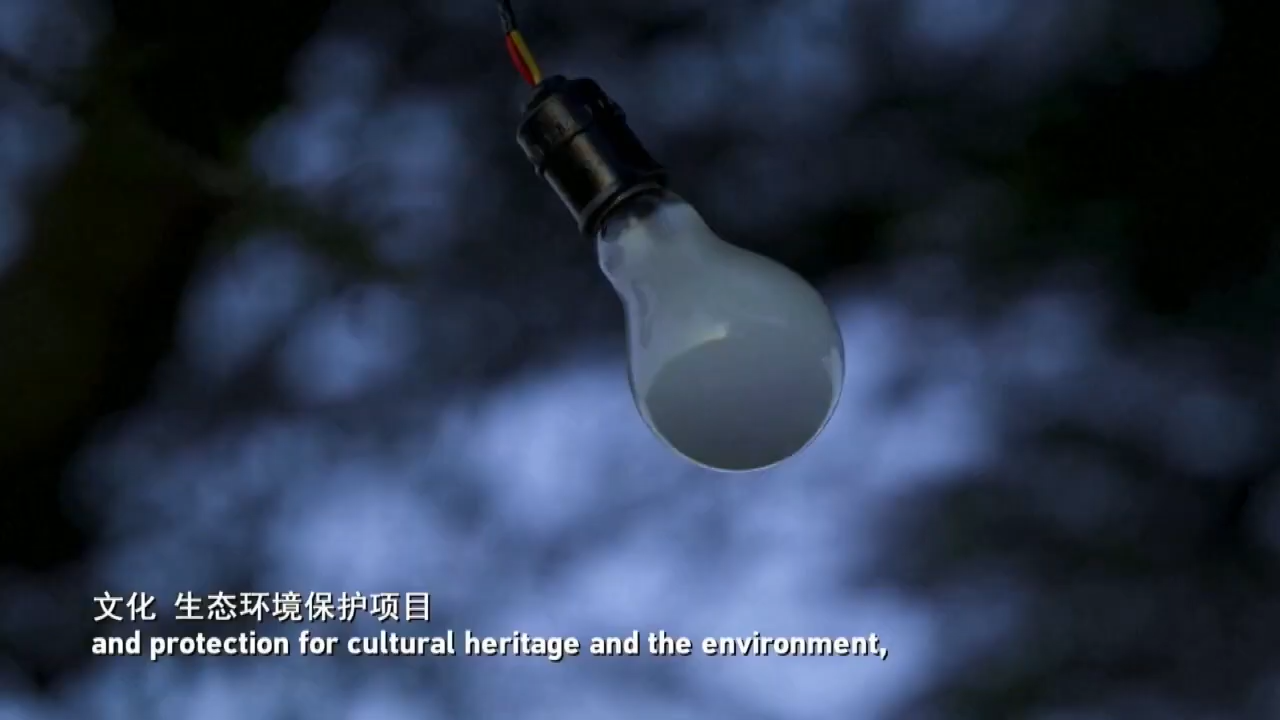 文化 生态环境保护项目
and protection for cultural heritage and the environment,